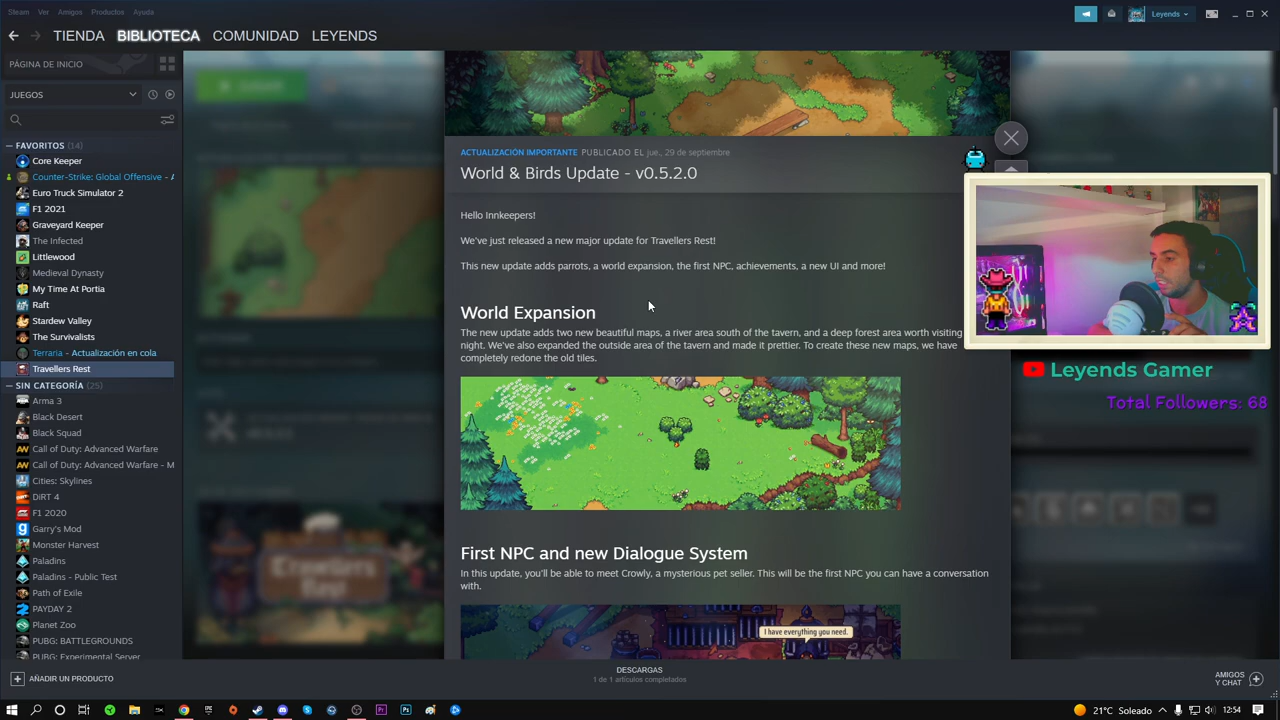 Steam Ver Amigos Productos Ayuda
Leyends
TIENDA BIBLIOTECA COMUNIDAD LEYENDS
PÁGINA DE INICIO
JUEGOS
FAVORITOS (14)
Core Keeper
Counter-Strike: Global Offensive - A
Euro Truck Simulator 2
F1 2021
Graveyard Keeper
The Infected
Littlewood
Medieval Dynasty
My Time At Portia
Raft
Stardew Valley
The Survivalists
Terraria - Actualización en cola
Travellers Rest
SIN CATEGORÍA (25)
Arma 3
Black Desert
Black Squad
Call of Duty: Advanced Warfare
Call of Duty: Advanced Warfare - M
Cities: Skylines
DIRT 4
F1 2020
Garry's Mod
Monster Harvest
Paladins
Paladins - Public Test
Path of Exile
PAYDAY 2
Planet Zoo
PUBG: BATTLEGROUNDS
PUBG: Experimental Server
ACTUALIZACIÓN IMPORTANTE PUBLICADO EL jue., 29 de septiembre
World & Birds Update - v0.5.2.0
Hello Innkeepers!
We've just released a new major update for Travellers Rest!
This new update adds parrots, a world expansion, the first NPC, achievements, a new UI and more!
World Expansion
The new update adds two new beautiful maps, a river area south of the tavern, and a deep forest area worth visiting
night. We've also expanded the outside area of the tavern and made it prettier. To create these new maps, we have
completely redone the old tiles.
First NPC and new Dialogue System
In this update, you'll be able to meet Crowly, a mysterious pet seller. This will be the first NPC you can have a conversation
with.
I have everything you need.
Leyends Gamer
Total Followers: 68
Crawlers
AÑADIR UN PRODUCTO
DESCARGAS
1 de 1 artículos completados
AMIGOS
Y CHAT
21°C Soleado
12:54